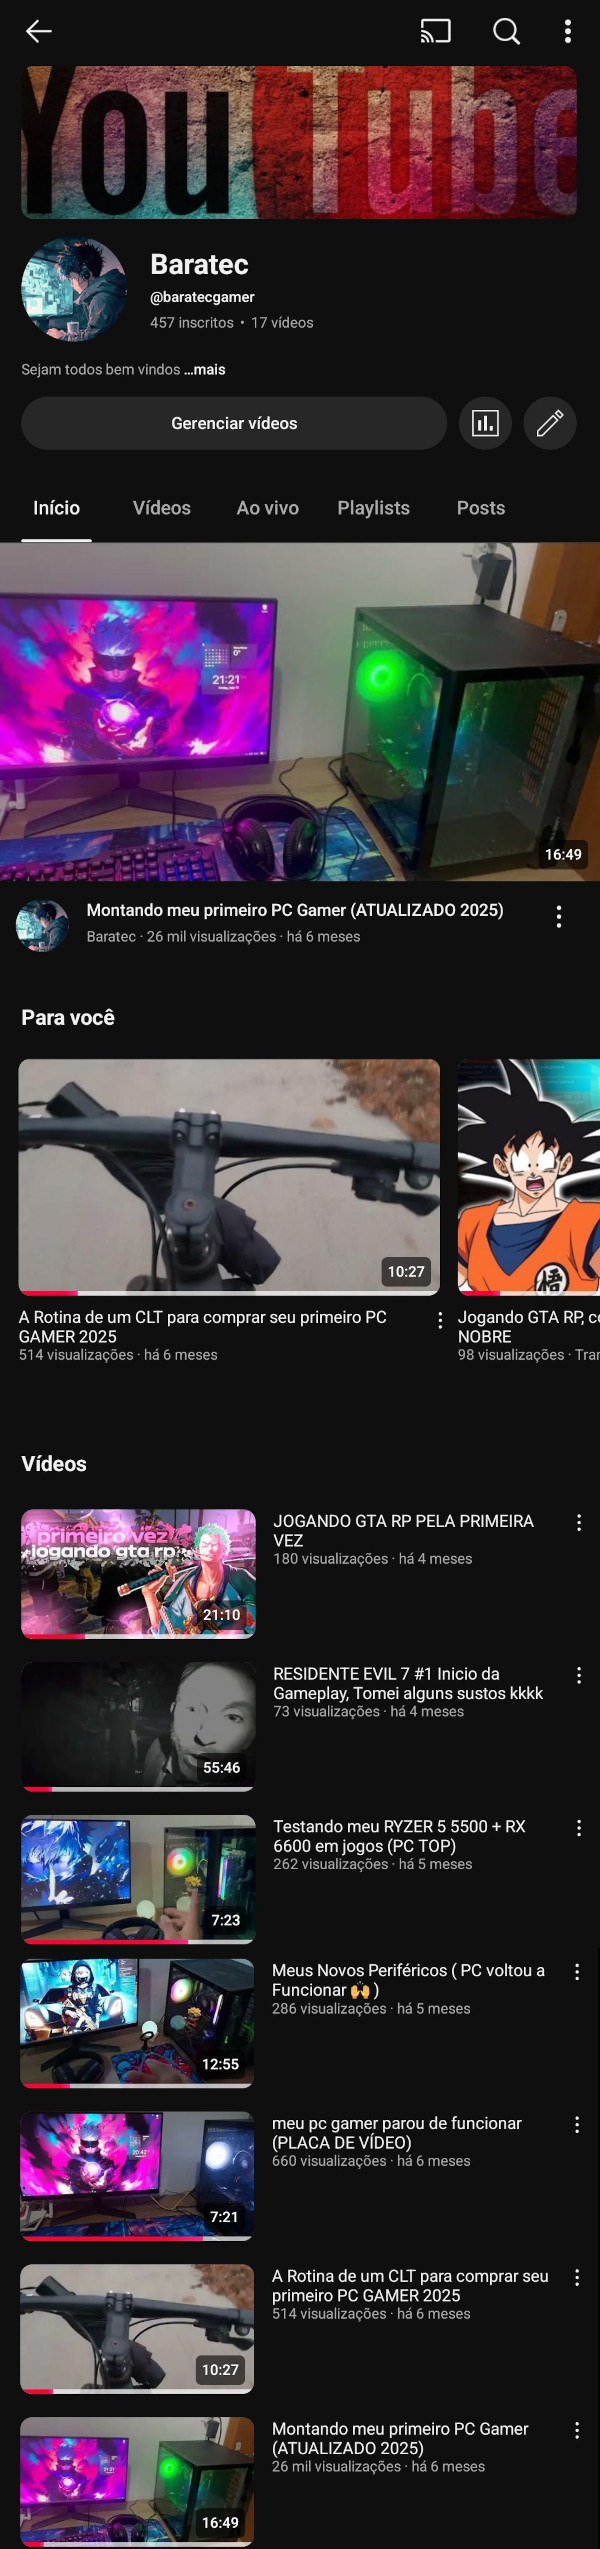 YouTube
Baratec
@baratecgamer
457 inscritos • 17 vídeos
Sejam todos bem vindos ...mais
Gerenciar vídeos
Início Vídeos Ao vivo Playlists Posts
21:21
16:49
Montando meu primeiro PC Gamer (ATUALIZADO 2025)
Baratec · 26 mil visualizações · há 6 meses
Para você
10:27
A Rotina de um CLT para comprar seu primeiro PC
GAMER 2025
514 visualizações · há 6 meses
Jogando GTA RP, c
NOBRE
98 visualizações · Tra
Vídeos
primeiro vez
jogando gta rp
21:10
JOGANDO GTA RP PELA PRIMEIRA
VEZ
180 visualizações · há 4 meses
55:46
RESIDENTE EVIL 7 #1 Inicio da
Gameplay, Tomei alguns sustos kkkk
73 visualizações · há 4 meses
7:23
Testando meu RYZER 5 5500 + RX
6600 em jogos (PC TOP)
262 visualizações · há 5 meses
12:55
Meus Novos Periféricos ( PC voltou a
Funcionar 🙌 )
286 visualizações · há 5 meses
7:21
meu pc gamer parou de funcionar
(PLACA DE VÍDEO)
660 visualizações · há 6 meses
10:27
A Rotina de um CLT para comprar seu
primeiro PC GAMER 2025
514 visualizações · há 6 meses
16:49
Montando meu primeiro PC Gamer
(ATUALIZADO 2025)
26 mil visualizações · há 6 meses